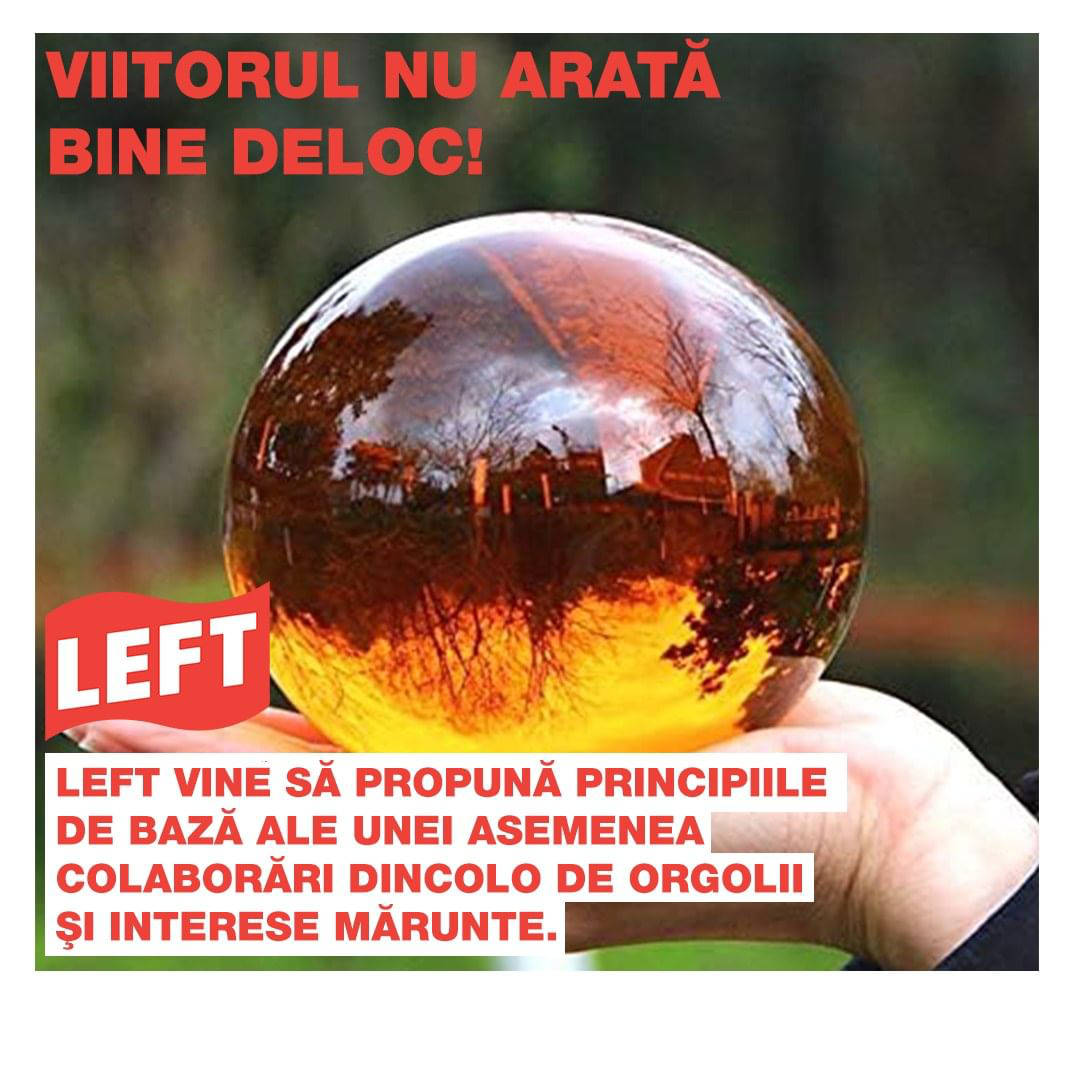 VIITORUL NU ARATĂ
BINE DELOC!
LEFT
LEFT VINE SĂ PROPUNĂ PRINCIPIILE
DE BAZĂ ALE UNEI ASEMENEA
COLABORĂRI DINCOLO DE ORGOLII
ŞI INTERESE MĂRUNTE.